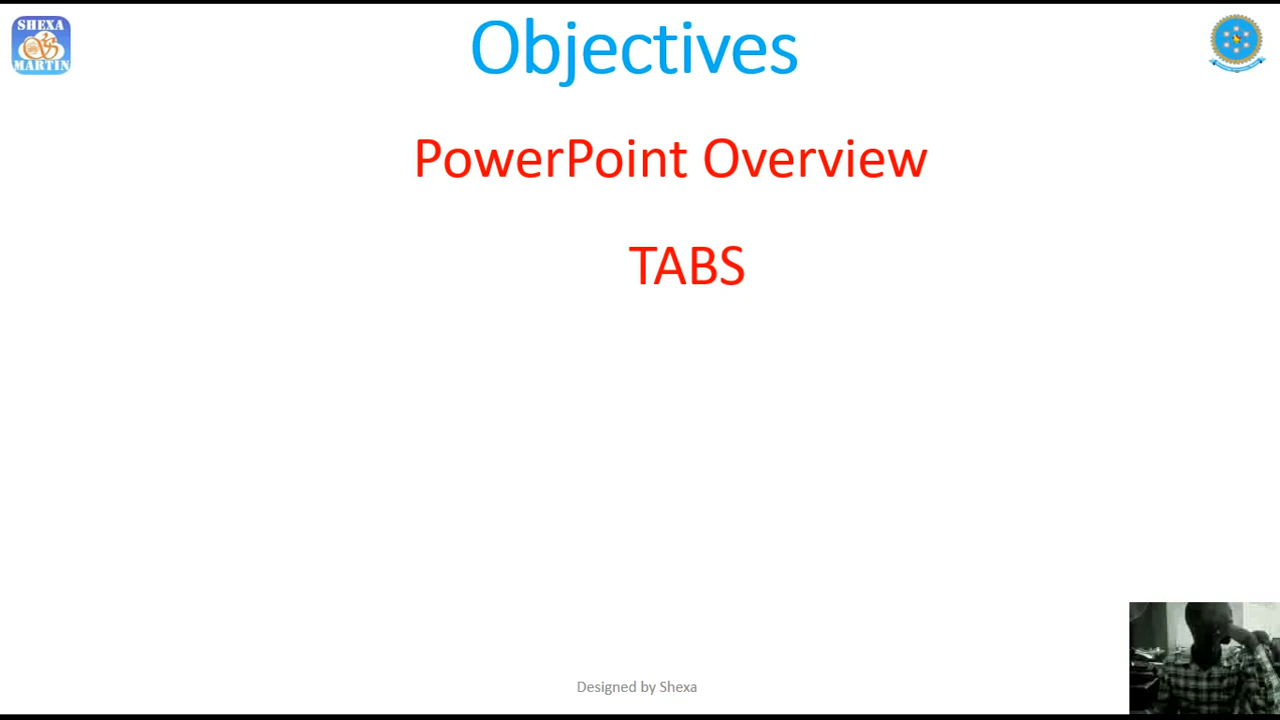 SHEXA
MARTIN
Objectives
PowerPoint Overview
TABS
Designed by Shexa